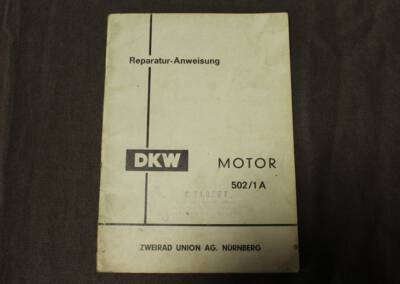 Reparatur-Anweisung
DKW
MOTOR
502/1 A
ZWEIRAD UNION AG. NÜRNBERG